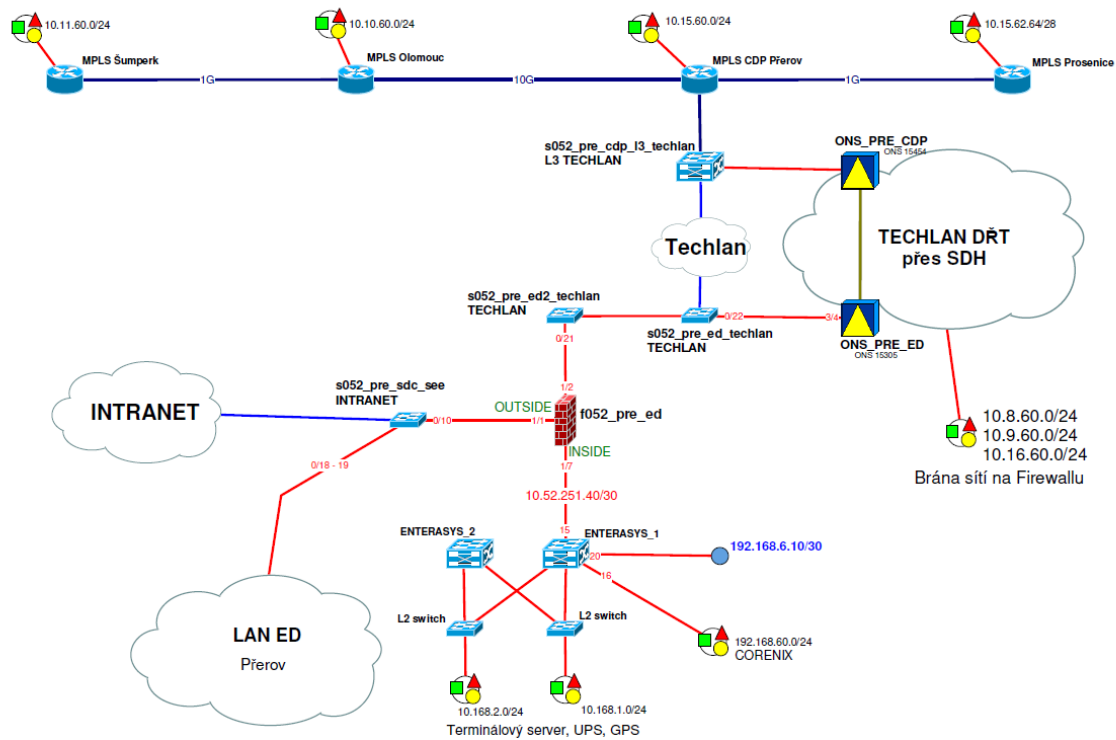 10.11.60.0/24
10.10.60.0/24
10.15.60.0/24
10.15.62.64/28
MPLS Šumperk
MPLS Olomouc
MPLS CDP Přerov
MPLS Prosenice
1G
10G
1G
s052_pre_cdp_l3_techlan
L3 TECHLAN
ONS_PRE_CDP
ONS 15454
Techlan
TECHLAN DŘT
přes SDH
s052_pre_ed2_techlan
TECHLAN
0/22
3/4
s052_pre_ed_techlan
TECHLAN
ONS_PRE_ED
ONS 15305
0/21
s052_pre_sdc_see
INTRANET
1/2
INTRANET
OUTSIDE
f052_pre_ed
0/10
1/1
INSIDE
10.8.60.0/24
10.9.60.0/24
10.16.60.0/24
Brána sítí na Firewallu
0/18 - 19
1/7
10.52.251.40/30
15
ENTERASYS_2
ENTERASYS_1
20
192.168.6.10/30
16
L2 switch
L2 switch
LAN ED
Přerov
192.168.60.0/24
CORENIX
10.168.2.0/24
10.168.1.0/24
Terminálový server, UPS, GPS